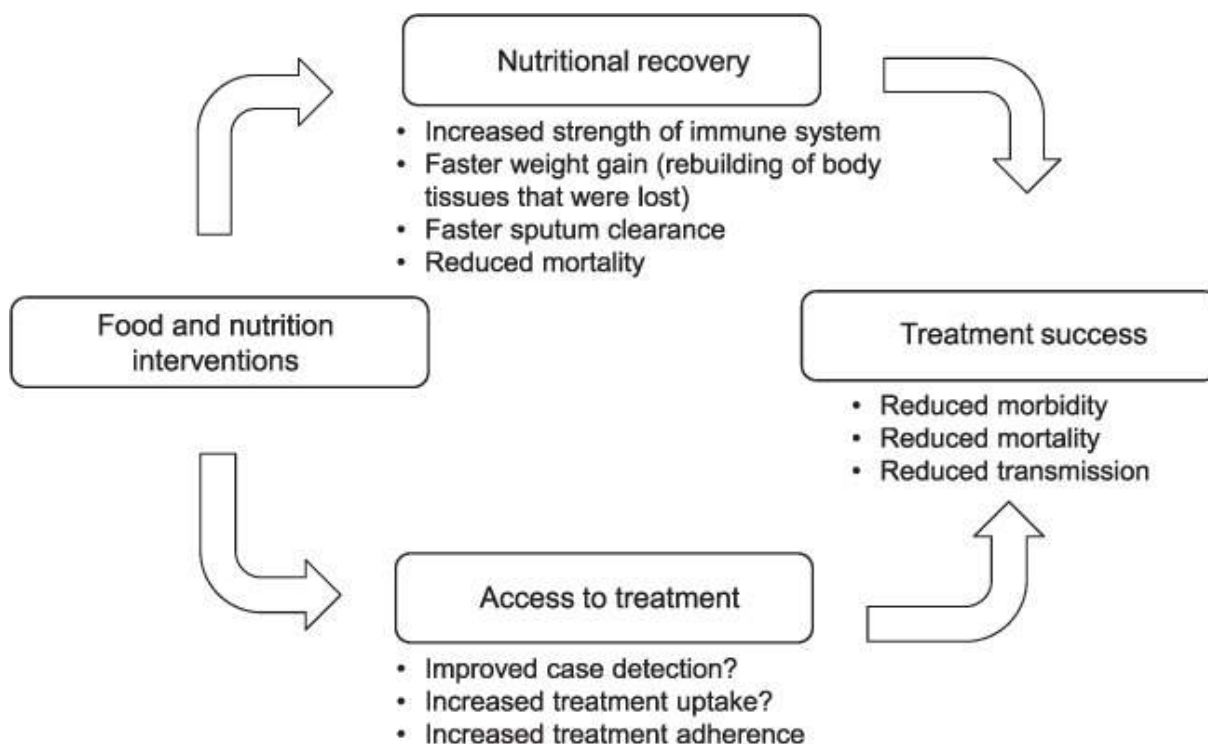 Nutritional recovery
• Increased strength of immune system
• Faster weight gain (rebuilding of body
tissues that were lost)
• Faster sputum clearance
• Reduced mortality
Food and nutrition
interventions
Treatment success
• Reduced morbidity
• Reduced mortality
• Reduced transmission
Access to treatment
• Improved case detection?
• Increased treatment uptake?
• Increased treatment adherence